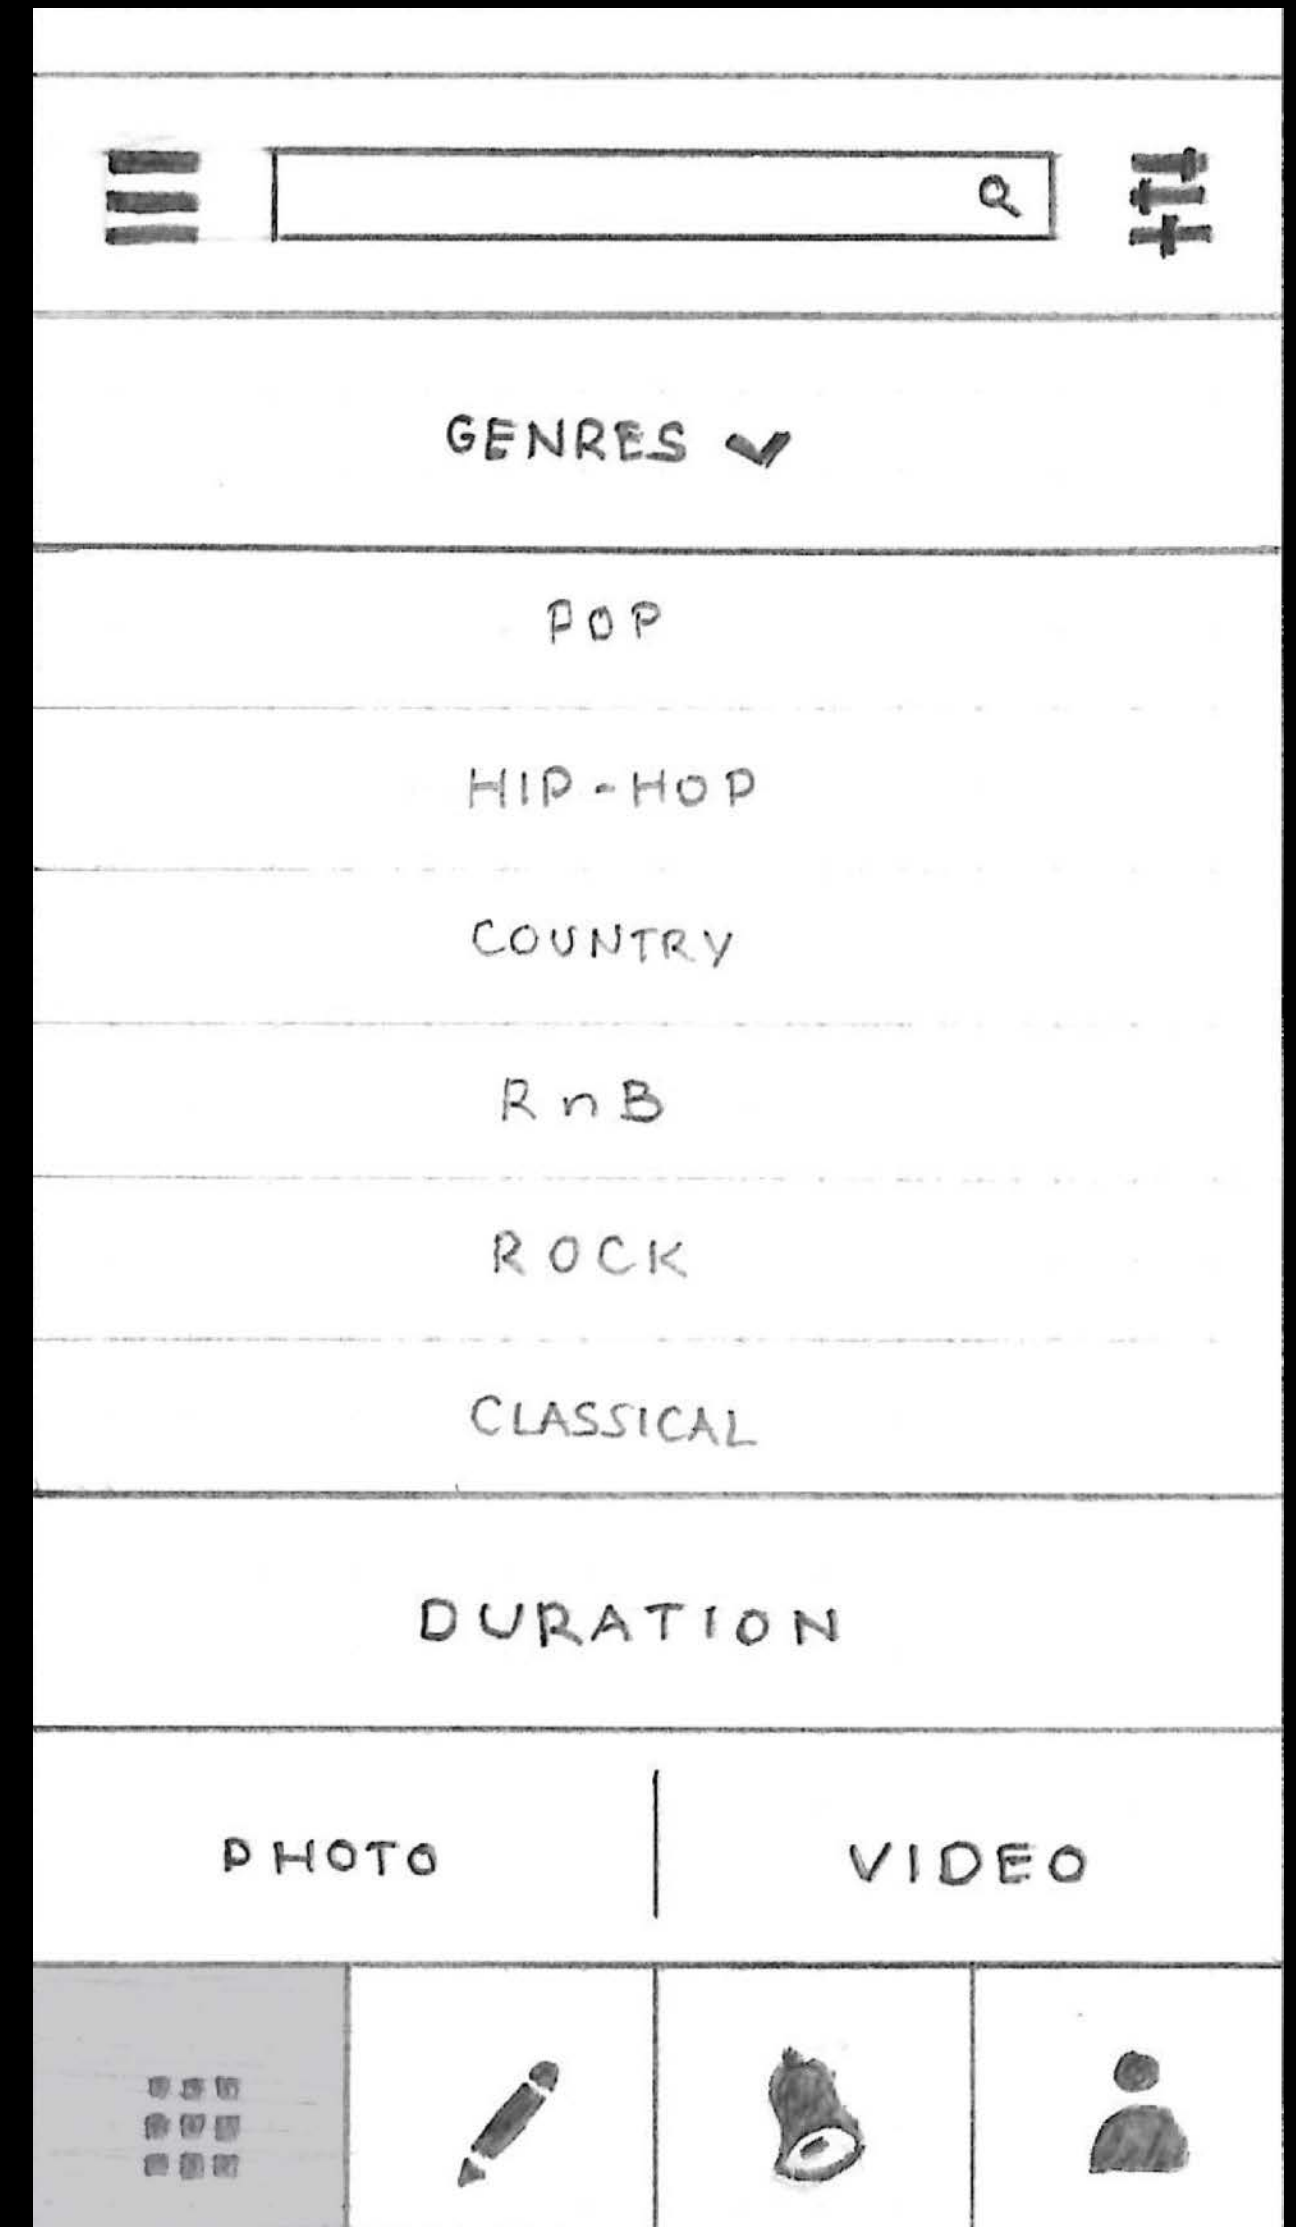 GENRES
POP
HIP-HOP
COUNTRY
RnB
ROCK
CLASSICAL
DURATION
PHOTO
VIDEO